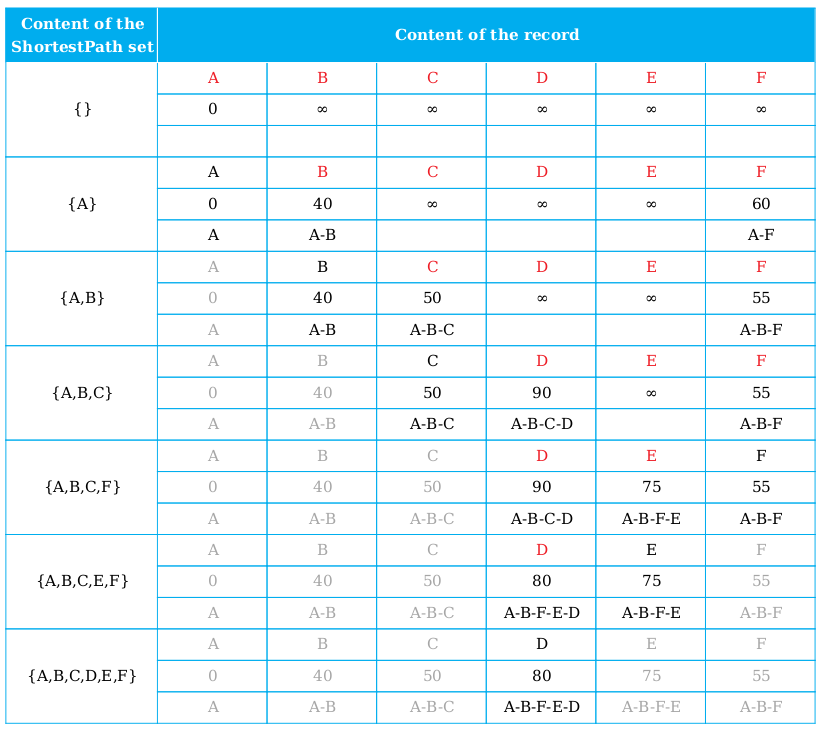 Content of the
ShortestPath set
Content of the record
{}
A B C D E F
0 ∞ ∞ ∞ ∞ ∞
{A}
A B C D E F
0 40 ∞ ∞ ∞ 60
A A-B A-F
{A,B}
A B C D E F
0 40 50 ∞ ∞ 55
A A-B A-B-C A-B-F
{A,B,C}
A B C D E F
0 40 50 90 ∞ 55
A A-B A-B-C A-B-C-D A-B-F
{A,B,C,F}
A B C D E F
0 40 50 90 75 55
A A-B A-B-C A-B-C-D A-B-F-E A-B-F
{A,B,C,E,F}
A B C D E F
0 40 50 80 75 55
A A-B A-B-C A-B-F-E-D A-B-F-E A-B-F
{A,B,C,D,E,F}
A B C D E F
0 40 50 80 75 55
A A-B A-B-C A-B-F-E-D A-B-F-E A-B-F